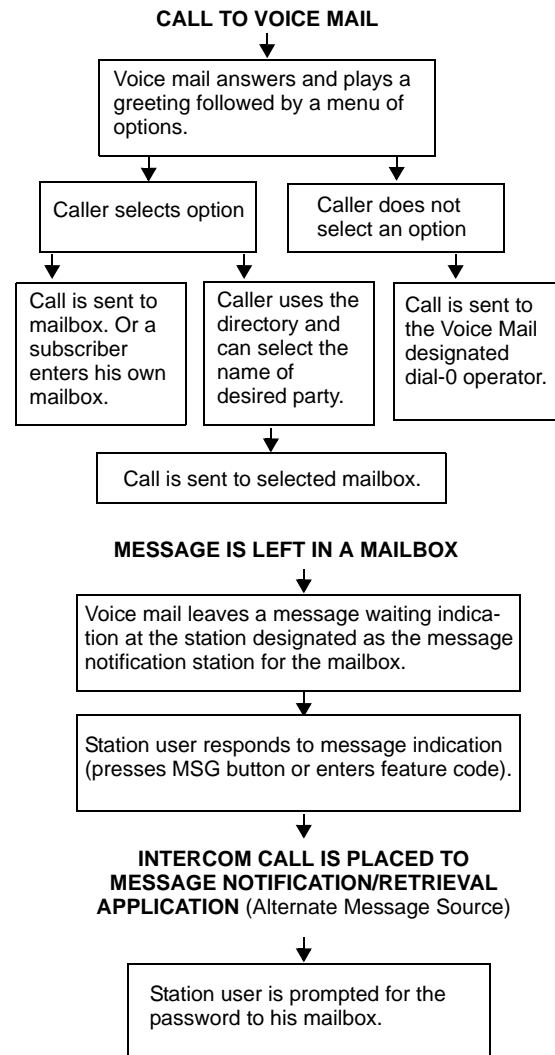 CALL TO VOICE MAIL
Voice mail answers and plays a
greeting followed by a menu of
options.
Caller selects option
Caller does not
select an option
Call is sent to
mailbox. Or a
subscriber
enters his own
mailbox.
Caller uses the
directory and
can select the
name of
desired party.
Call is sent to
the Voice Mail
designated
dial-0 operator.
Call is sent to selected mailbox.
MESSAGE IS LEFT IN A MAILBOX
Voice mail leaves a message waiting indica-
tion at the station designated as the message
notification station for the mailbox.
Station user responds to message indication
(presses MSG button or enters feature code).
INTERCOM CALL IS PLACED TO
MESSAGE NOTIFICATION/RETRIEVAL
APPLICATION (Alternate Message Source)
Station user is prompted for the
password to his mailbox.